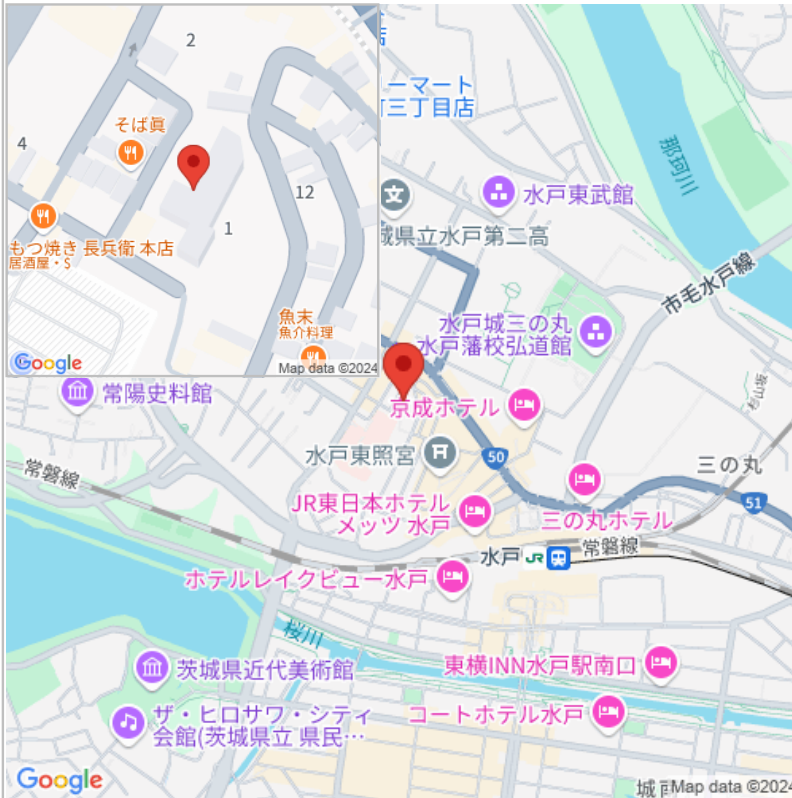 2
そば眞
4
12
1
もつ焼き 長兵衛 本店
居酒屋・$
魚末
魚介料理
Google
Map data ©2024
店
ーマート
三丁目店
那珂川
水戸東武館
城県立水戸第二高
市毛水戸線
水戸城三の丸
水戸藩校弘道館
杉山坂
常陽史料館
京成ホテル
水戸東照宮
50
三の丸
常磐線
JR東日本ホテル
メッツ 水戸
三の丸ホテル
51
水戸
JR
常磐線
ホテルレイクビュー水戸
桜川
茨城県近代美術館
東横INN水戸駅南口
ザ・ヒロサワ・シティ
会館(茨城県立 県民…
コートホテル水戸
Google
城
Map data ©2024